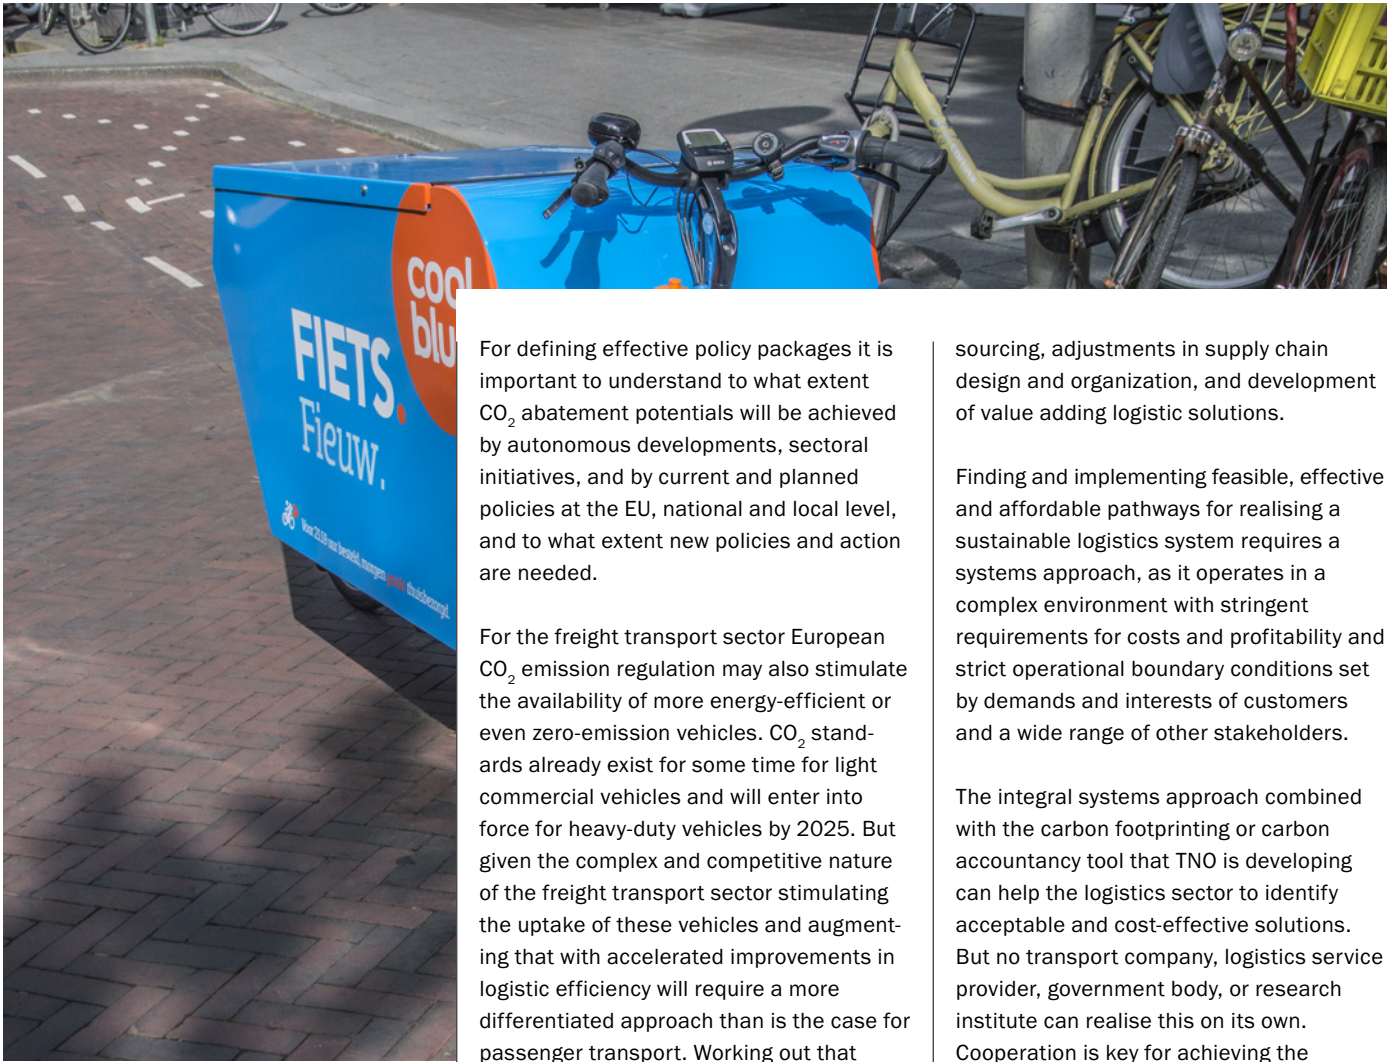 cool
blu
FIETS.
Fieuw.
Voor 23.59 uur besteld, morgen gratis thuisbezorgd.
BOSCH
For defining effective policy packages it is
important to understand to what extent
CO2 abatement potentials will be achieved
by autonomous developments, sectoral
initiatives, and by current and planned
policies at the EU, national and local level,
and to what extent new policies and action
are needed.
For the freight transport sector European
CO2 emission regulation may also stimulate
the availability of more energy-efficient or
even zero-emission vehicles. CO2 stand-
ards already exist for some time for light
commercial vehicles and will enter into
force for heavy-duty vehicles by 2025. But
given the complex and competitive nature
of the freight transport sector stimulating
the uptake of these vehicles and augment-
ing that with accelerated improvements in
logistic efficiency will require a more
differentiated approach than is the case for
passenger transport. Working out that
sourcing, adjustments in supply chain
design and organization, and development
of value adding logistic solutions.
Finding and implementing feasible, effective
and affordable pathways for realising a
sustainable logistics system requires a
systems approach, as it operates in a
complex environment with stringent
requirements for costs and profitability and
strict operational boundary conditions set
by demands and interests of customers
and a wide range of other stakeholders.
The integral systems approach combined
with the carbon footprinting or carbon
accountancy tool that TNO is developing
can help the logistics sector to identify
acceptable and cost-effective solutions.
But no transport company, logistics service
provider, government body, or research
institute can realise this on its own.
Cooperation is key for achieving the